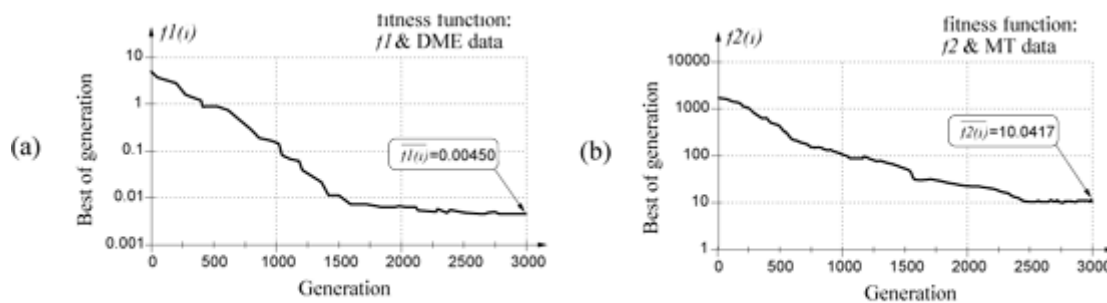 fitness function:
f1 & DME data
f1(i)
10
1
0.1
0.01
0.001
Best of generation
(a)
f1(i)=0.00450
0 500 1000 1500 2000 2500 3000
Generation
fitness function:
f2 & MT data
f2(i)
10000
1000
100
10
1
Best of generation
(b)
f2(i)=10.0417
0 500 1000 1500 2000 2500 3000
Generation